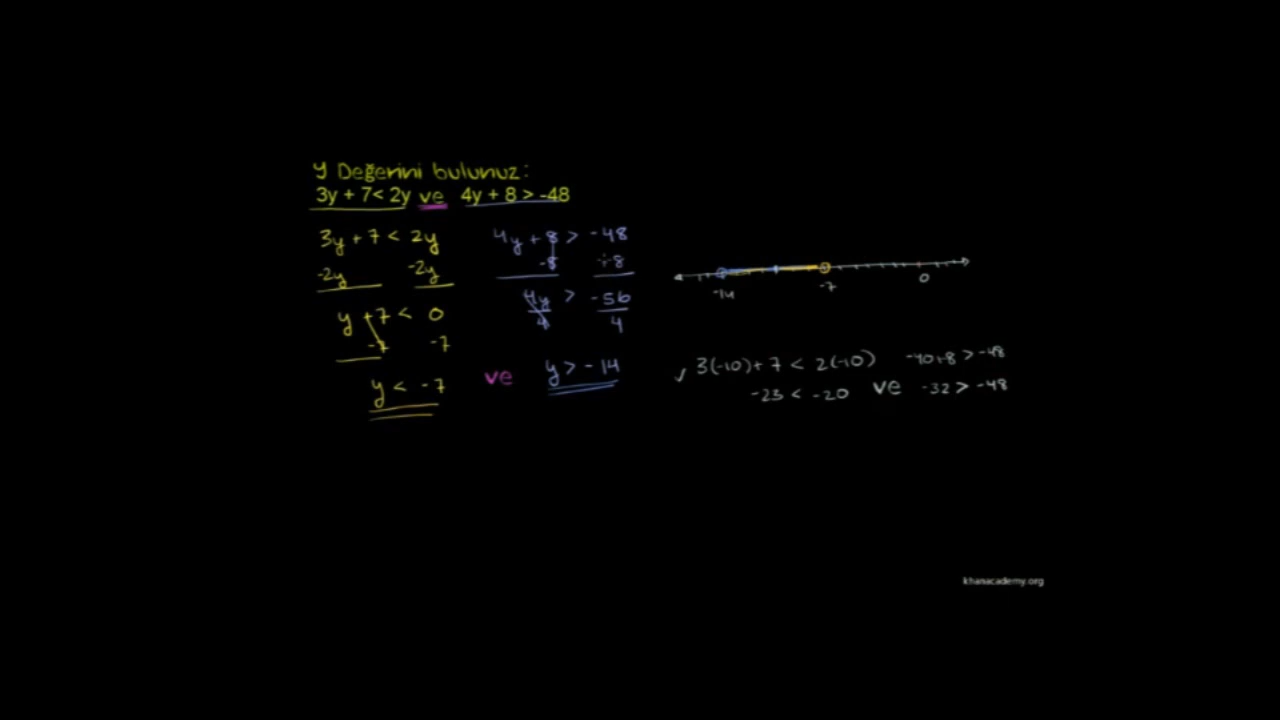 y Değerini bulunuz:
3y + 7< 2y ve 4y + 8 > -48
3y + 7 < 2y
-2y -2y
y + 7 < 0
-7 -7
y < -7
ve
4y + 8 > -48
-8 -8
4y > -56
4 4
y > -14
-14 -7 0
✓ 3(-10) + 7 < 2(-10) -40+8 > -48
-23 < -20 ve -32 > -48
khanacademy.org